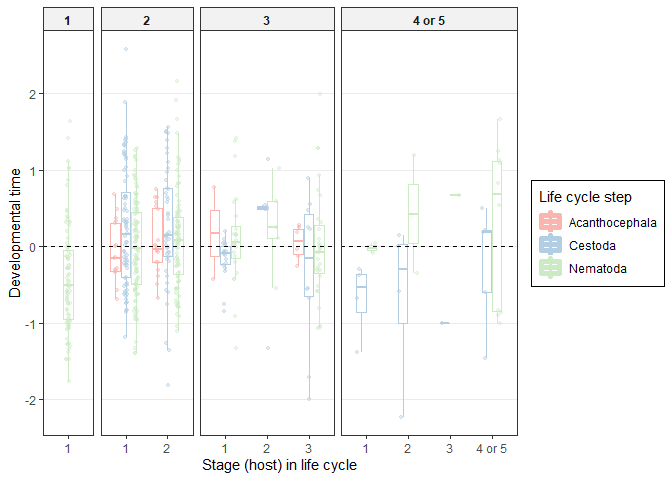 1
2
3
4 or 5
Developmental time
2
1
0
-1
-2
1
1
2
1
2
3
1
2
3
4 or 5
Stage (host) in life cycle
Life cycle step
Acanthocephala
Cestoda
Nematoda